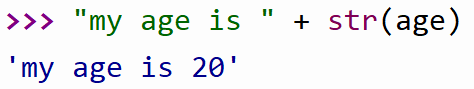 >>> "my age is " + str(age)
'my age is 20'